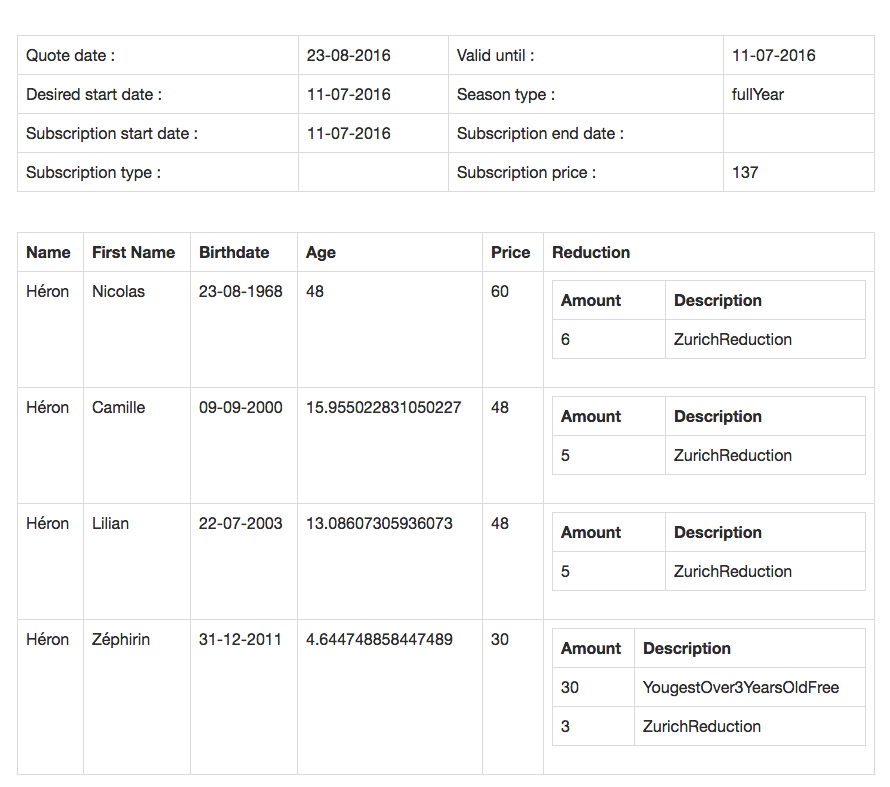 Quote date : 23-08-2016 Valid until : 11-07-2016
Desired start date : 11-07-2016 Season type : fullYear
Subscription start date : 11-07-2016 Subscription end date :
Subscription type : Subscription price : 137
Name First Name Birthdate Age Price Reduction
Héron Nicolas 23-08-1968 48 60
Amount Description
6 ZurichReduction
Héron Camille 09-09-2000 15.955022831050227 48
Amount Description
5 ZurichReduction
Héron Lilian 22-07-2003 13.08607305936073 48
Amount Description
5 ZurichReduction
Héron Zéphirin 31-12-2011 4.644748858447489 30
Amount Description
30 YougestOver3YearsOldFree
3 ZurichReduction